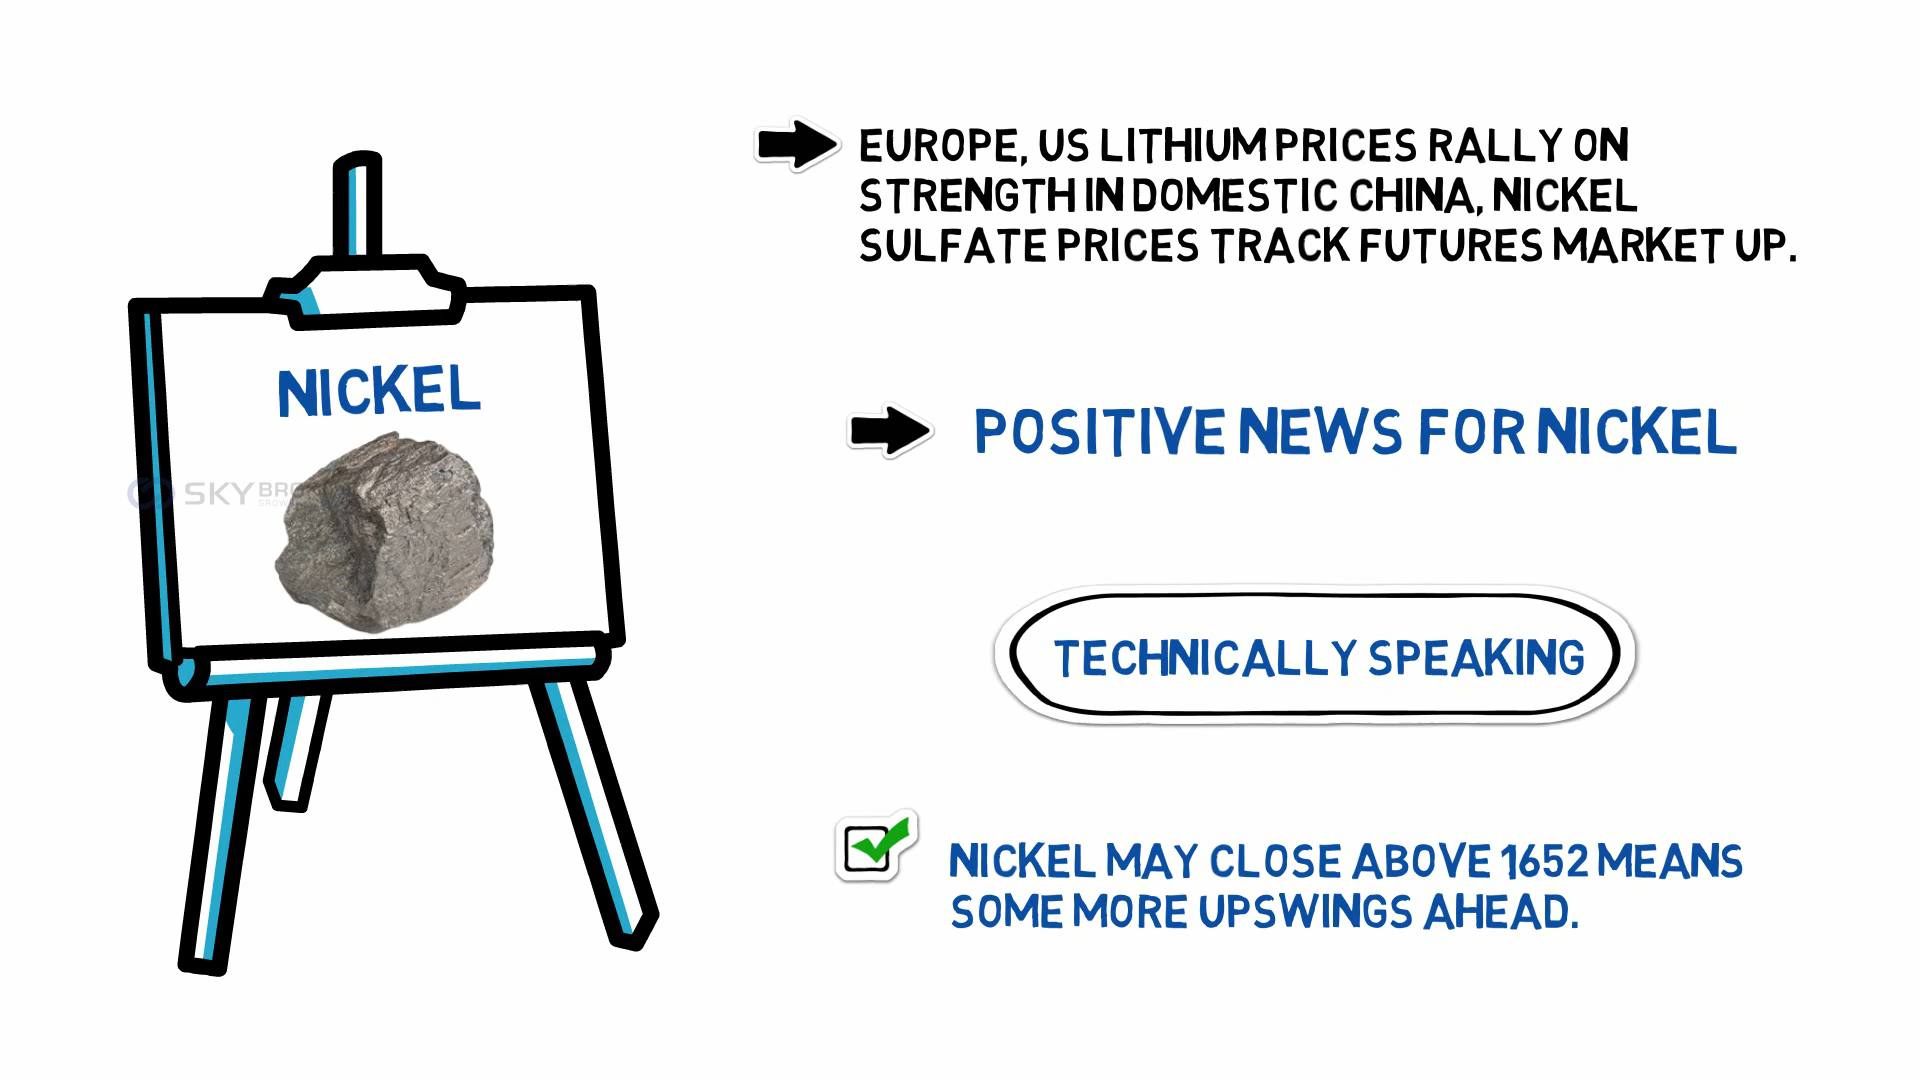 EUROPE, US LITHIUM PRICES RALLY ON
STRENGTH IN DOMESTIC CHINA, NICKEL
SULFATE PRICES TRACK FUTURES MARKET UP.
NICKEL
POSITIVE NEWS FOR NICKEL
SKY
TECHNICALLY SPEAKING
NICKEL MAY CLOSE ABOVE 1652 MEANS
SOME MORE UPSWINGS AHEAD.